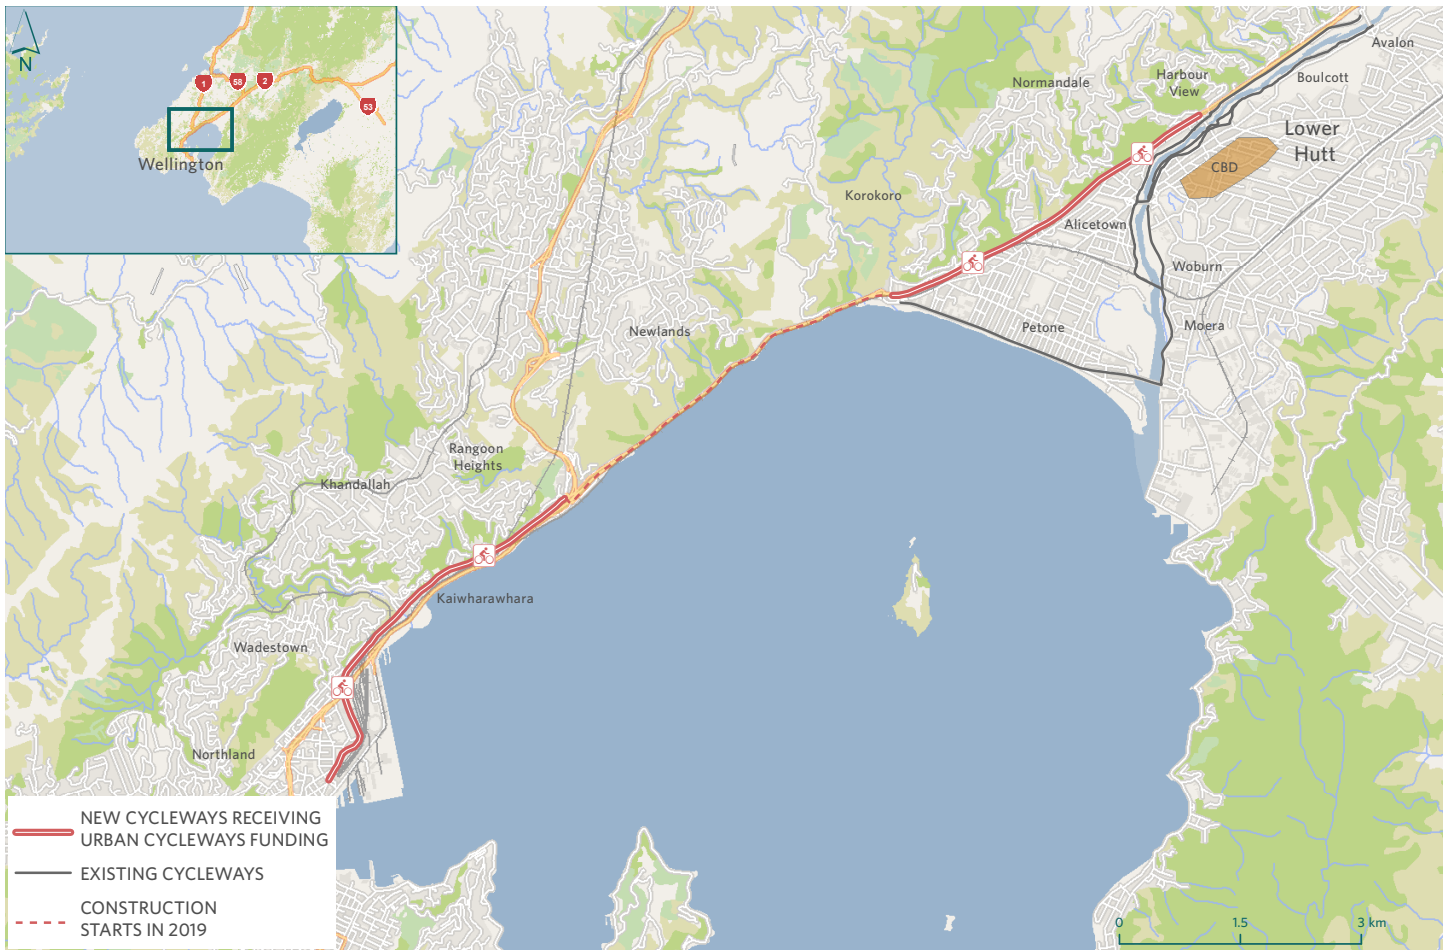 N
1
58
2
53
Wellington
Avalon
Boulcott
Harbour
View
Normandale
Lower
Hutt
CBD
Korokoro
Alicetown
Woburn
Moera
Petone
Newlands
Rangoon
Heights
Khandallah
Kaiwharawhara
Wadestown
Northland
NEW CYCLEWAYS RECEIVING
URBAN CYCLEWAYS FUNDING
EXISTING CYCLEWAYS
CONSTRUCTION
STARTS IN 2019
0 1.5 3 km